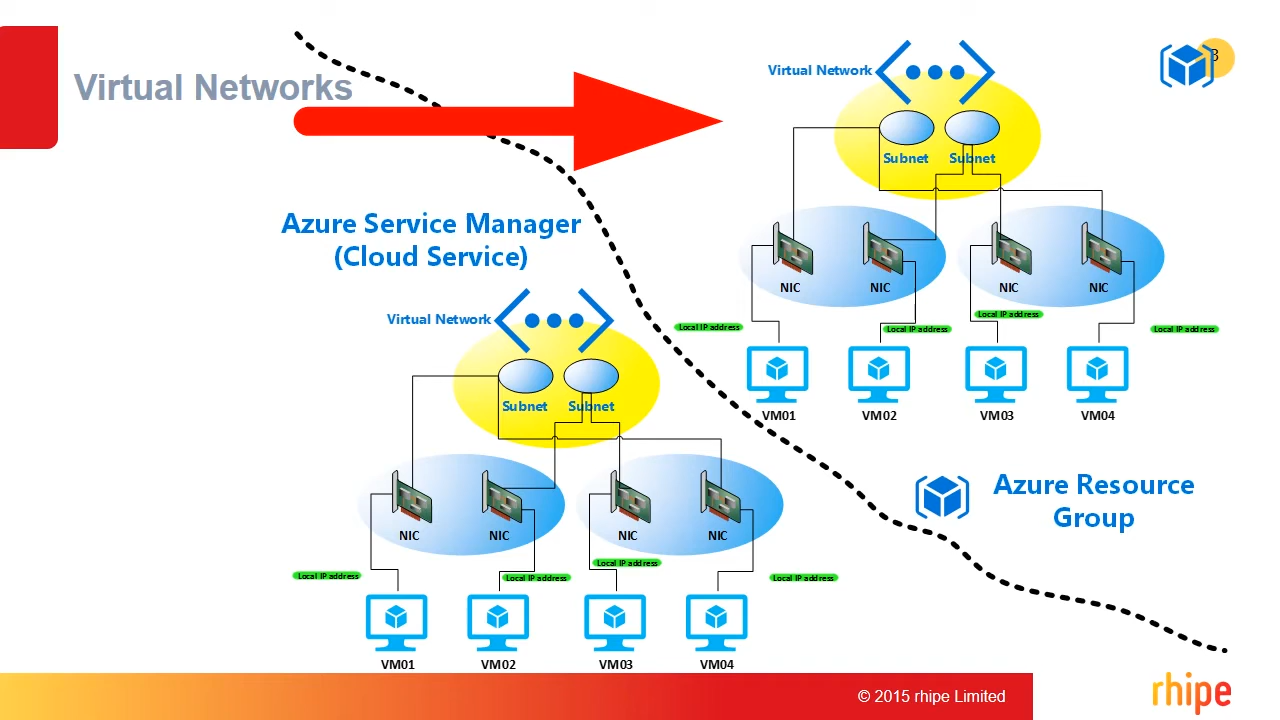 Virtual Networks
3
Virtual Network
Subnet Subnet
NIC NIC NIC NIC
Local IP address Local IP address Local IP address Local IP address
VM01 VM02 VM03 VM04
Azure Service Manager
(Cloud Service)
Virtual Network
Subnet Subnet
NIC NIC NIC NIC
Local IP address Local IP address Local IP address Local IP address
VM01 VM02 VM03 VM04
Azure Resource
Group
© 2015 rhipe Limited
rhipe